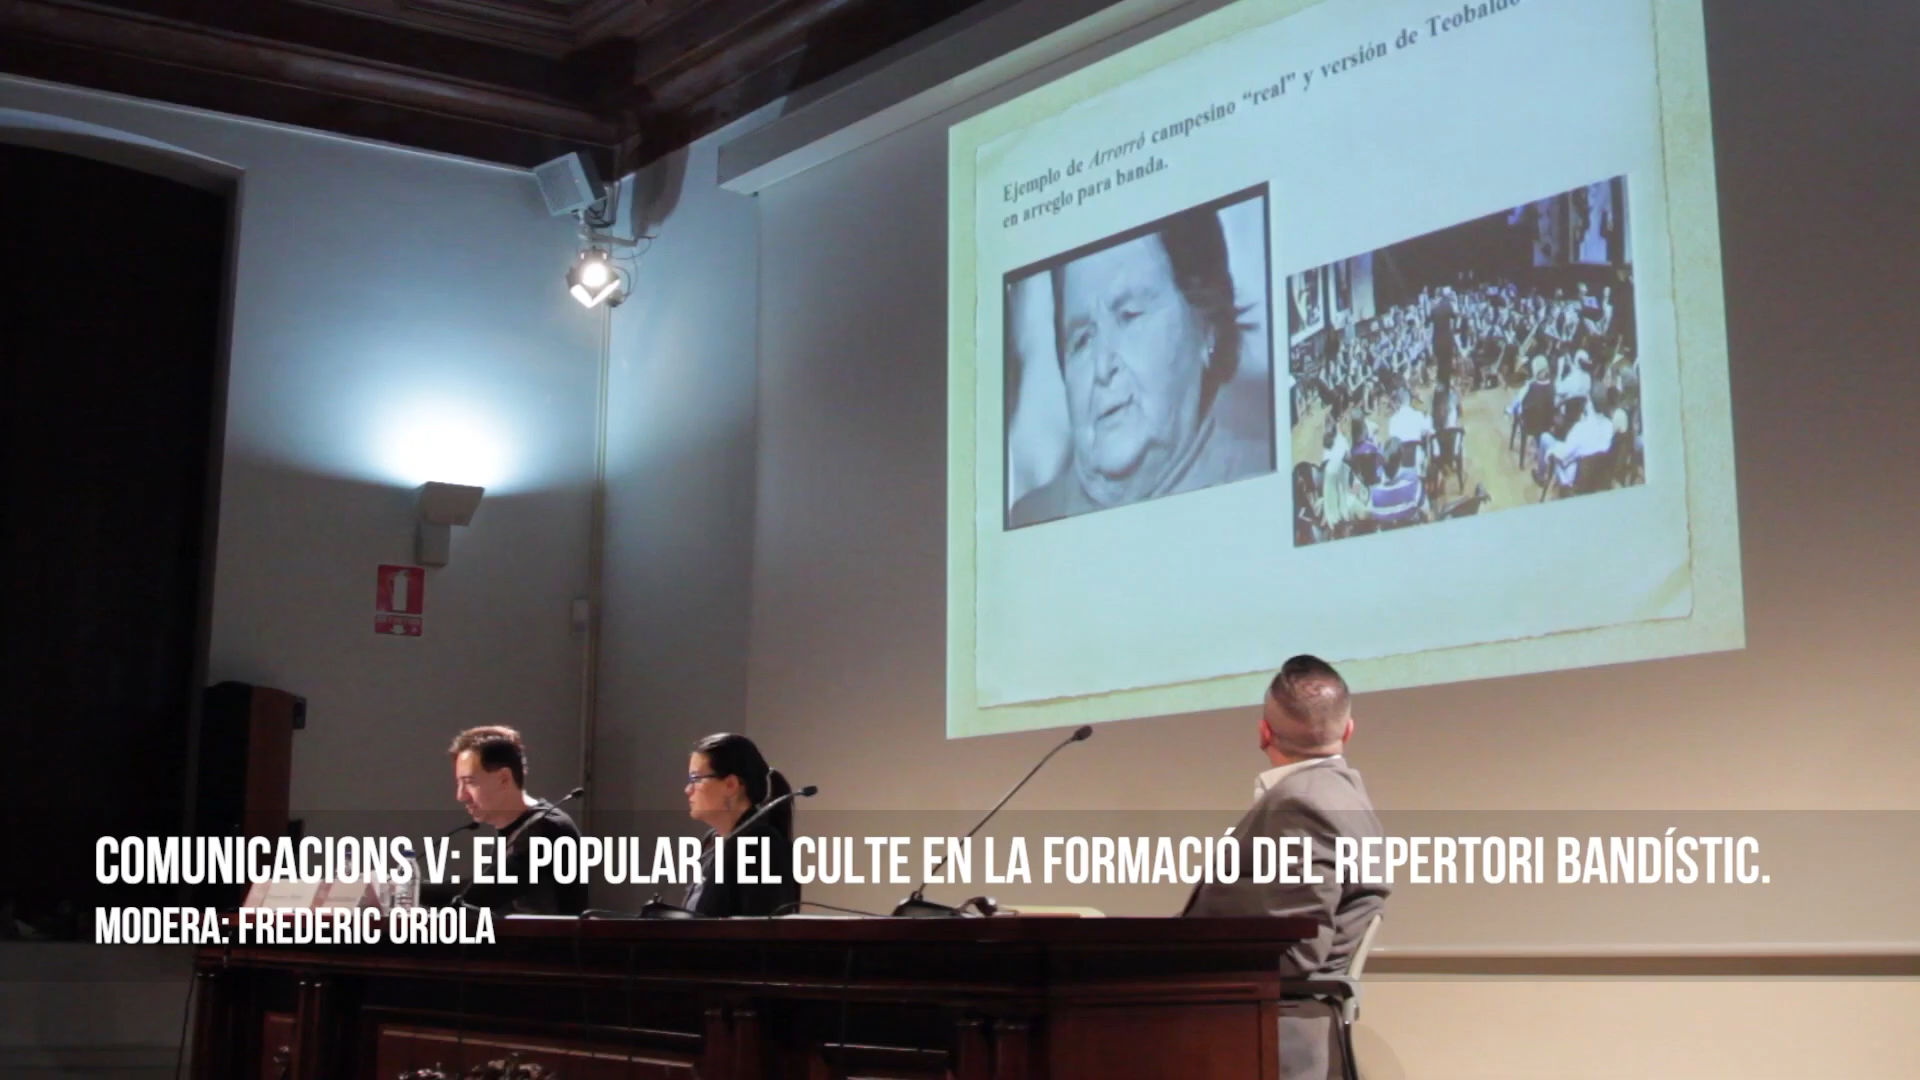 Ejemplo de Arrorró campesino “real” y versión de Teobaldo
en arreglo para banda.
COMUNICACIONS V: EL POPULAR I EL CULTE EN LA FORMACIÓ DEL REPERTORI BANDÍSTIC.
MODERA: FREDERIC ORIOLA